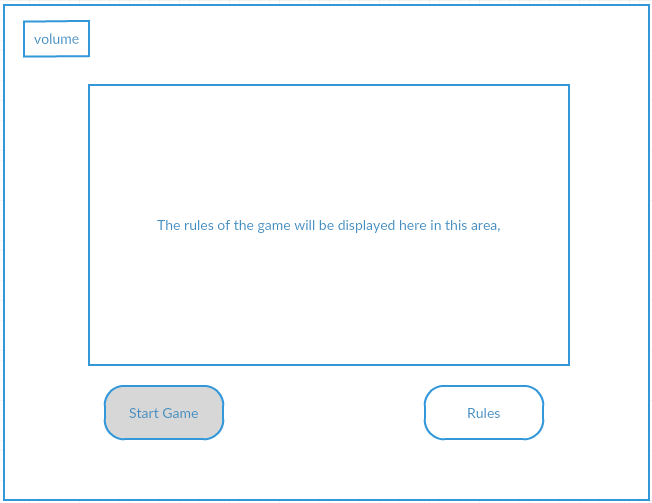 volume
The rules of the game will be displayed here in this area,
Start Game
Rules